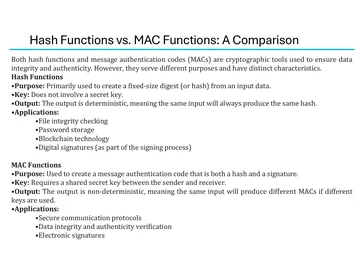 Hash Functions vs. MAC Functions: A Comparison
Both hash functions and message authentication codes (MACs) are cryptographic tools used to ensure data
integrity and authenticity. However, they serve different purposes and have distinct characteristics.
Hash Functions
•Purpose: Primarily used to create a fixed-size digest (or hash) from an input data.
•Key: Does not involve a secret key.
•Output: The output is deterministic, meaning the same input will always produce the same hash.
•Applications:
•File integrity checking
•Password storage
•Blockchain technology
•Digital signatures (as part of the signing process)
MAC Functions
•Purpose: Used to create a message authentication code that is both a hash and a signature.
•Key: Requires a shared secret key between the sender and receiver.
•Output: The output is non-deterministic, meaning the same input will produce different MACs if different
keys are used.
•Applications:
•Secure communication protocols
•Data integrity and authenticity verification
•Electronic signatures